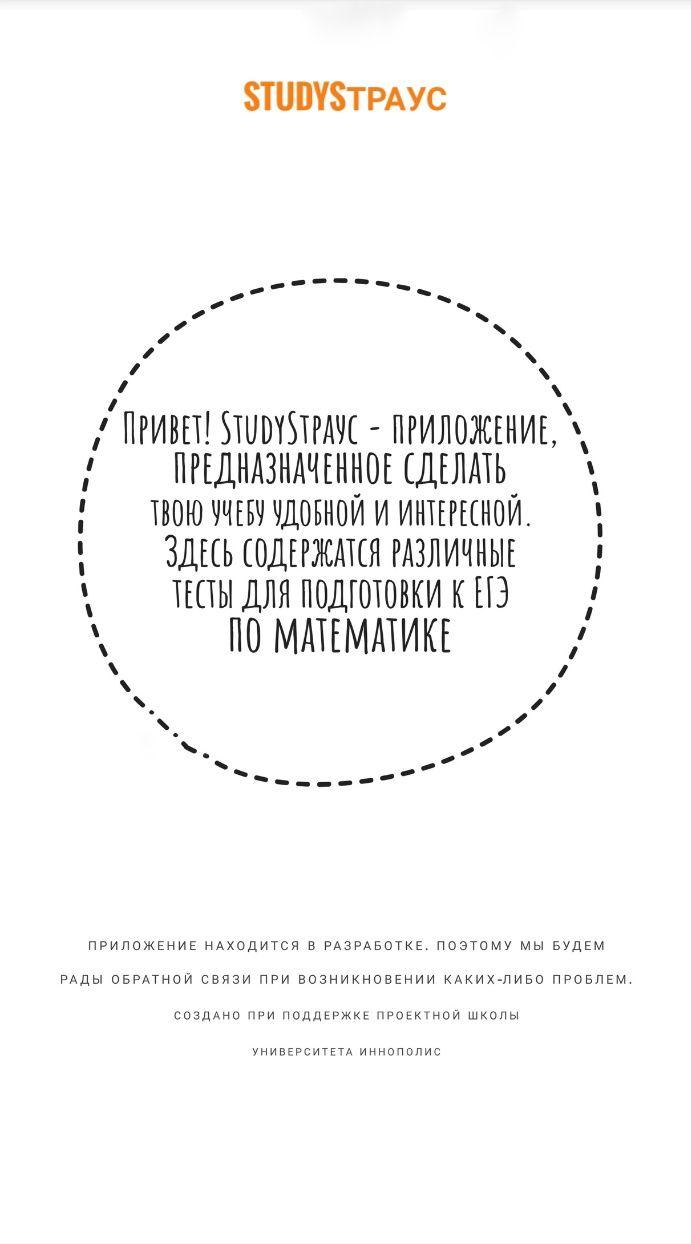 STUDYSТРАУС
Привет! StudyStраус - приложение,
предназначенное сделать
твою учебу удобной и интересной.
Здесь содержатся различные
тесты для подготовки к ЕГЭ
по математике
ПРИЛОЖЕНИЕ НАХОДИТСЯ В РАЗРАБОТКЕ. ПОЭТОМУ МЫ БУДЕМ
РАДЫ ОБРАТНОЙ СВЯЗИ ПРИ ВОЗНИКНОВЕНИИ КАКИХ-ЛИБО ПРОБЛЕМ.
СОЗДАНО ПРИ ПОДДЕРЖКЕ ПРОЕКТНОЙ ШКОЛЫ
УНИВЕРСИТЕТА ИННОПОЛИС